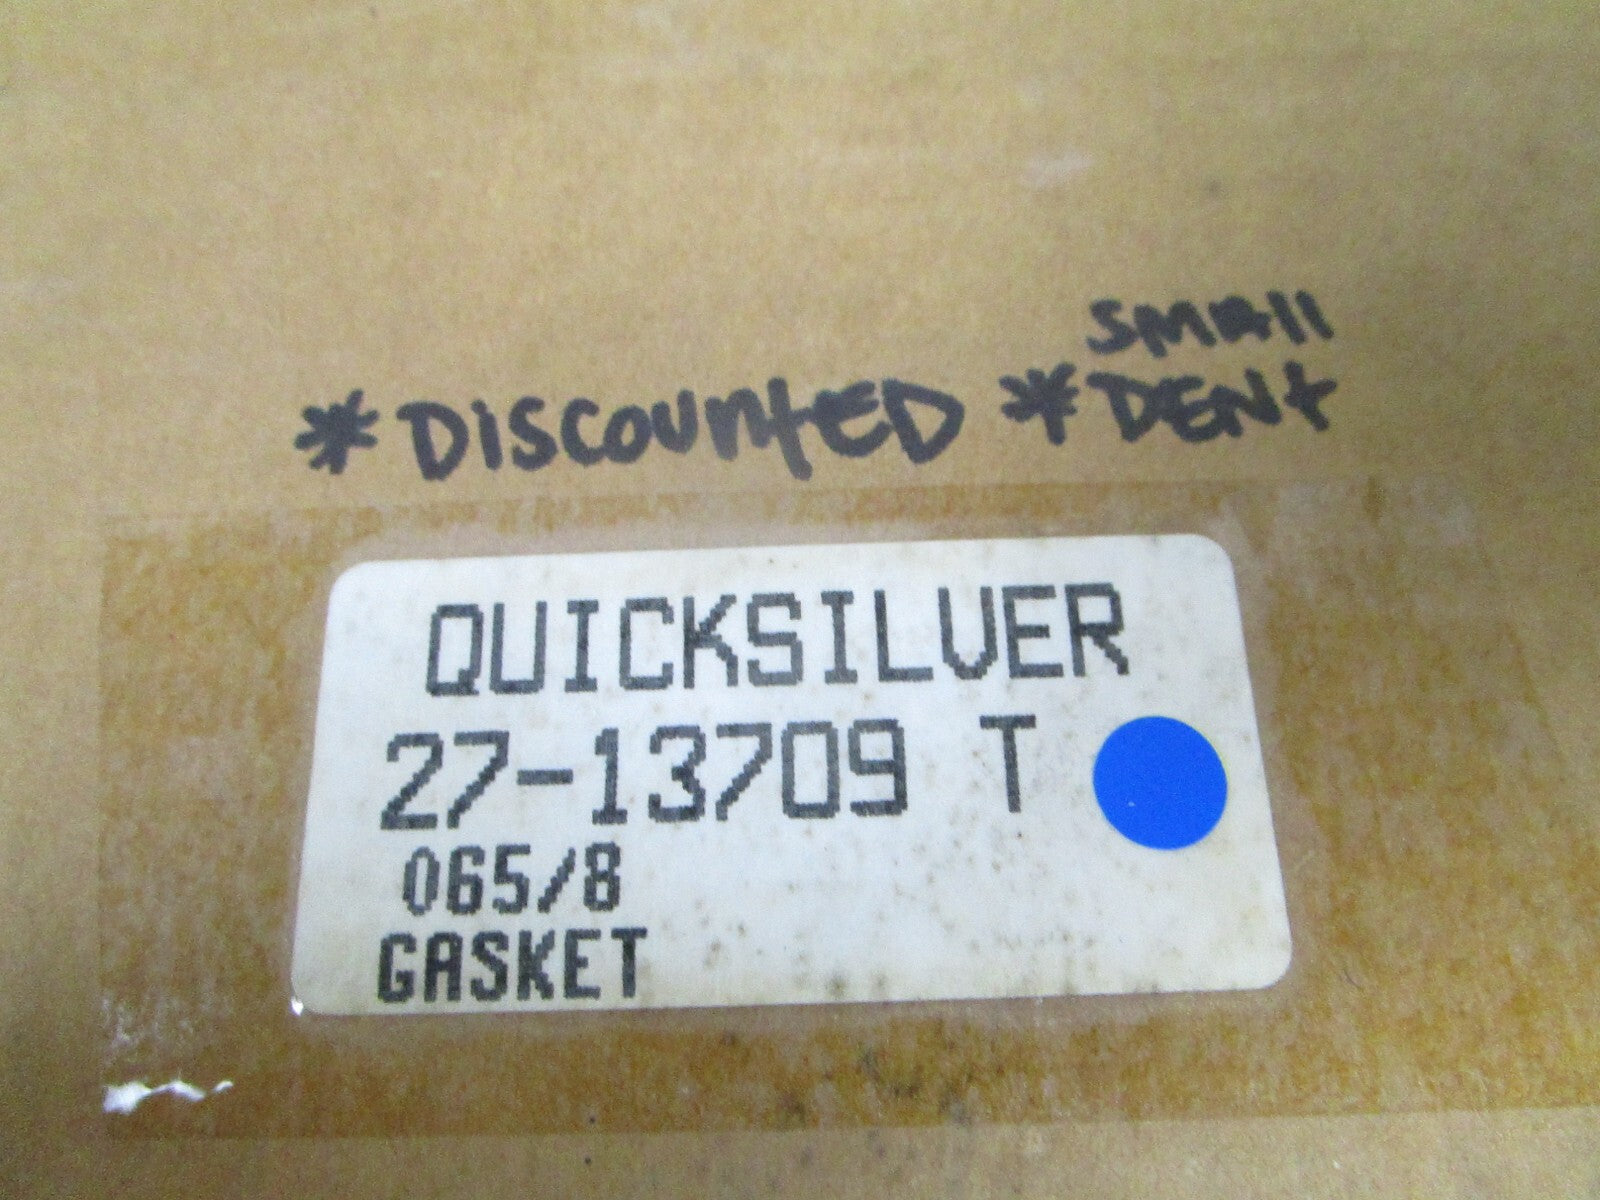 SMAll
*DISCOUNTED *DENT
QUICKSILVER
27-13709 T
065/8
GASKET